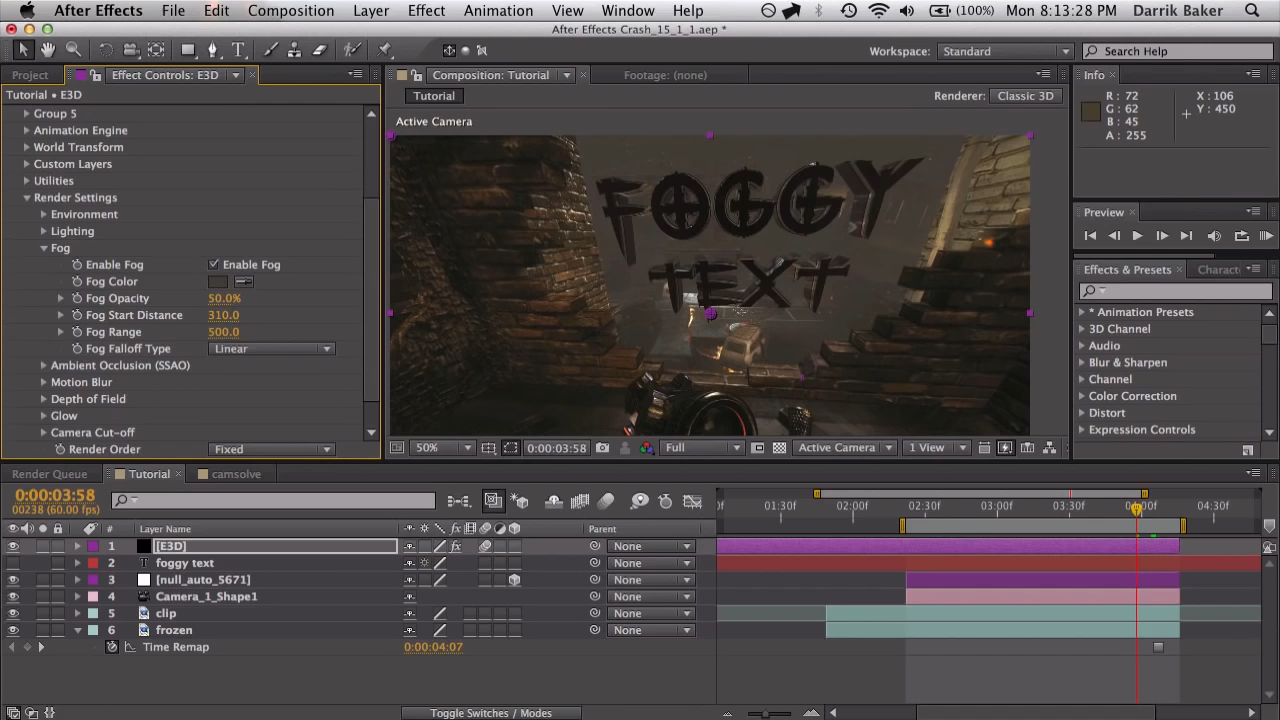 After Effects File Edit Composition Layer Effect Animation View Window Help (100%) Mon 8:13:28 PM Darrik Baker
After Effects Crash_15_1_1.aep *
Workspace: Standard Search Help
Project Effect Controls: E3D Composition: Tutorial Footage: (none) Info
Tutorial • E3D Tutorial Renderer: Classic 3D
R : 72 X : 106
G : 62 Y : 450
B : 45
A : 255
Group 5
Active Camera
Animation Engine
World Transform
Custom Layers
Utilities
Render Settings
Environment
Lighting
Fog
Enable Fog Enable Fog
Fog Color
Fog Opacity 50.0%
Fog Start Distance 310.0
Fog Range 500.0
Fog Falloff Type Linear
Ambient Occlusion (SSAO)
Motion Blur
Depth of Field
Glow
Camera Cut-off
Render Order Fixed
FOGGY
TEXT
50% 0:00:03:58 Full Active Camera 1 View
Preview
Effects & Presets Charact
* Animation Presets
3D Channel
Audio
Blur & Sharpen
Channel
Color Correction
Distort
Expression Controls
Render Queue Tutorial camsolve
0:00:03:58
00238 (60.00 fps)
0f 01:30f 02:00f 02:30f 03:00f 03:30f 04:00f 04:30f
# Layer Name Parent
1 [E3D] None
2 T foggy text None
3 [null_auto_5671] None
4 Camera_1_Shape1 None
5 clip None
6 frozen None
Time Remap 0:00:04:07
Toggle Switches / Modes